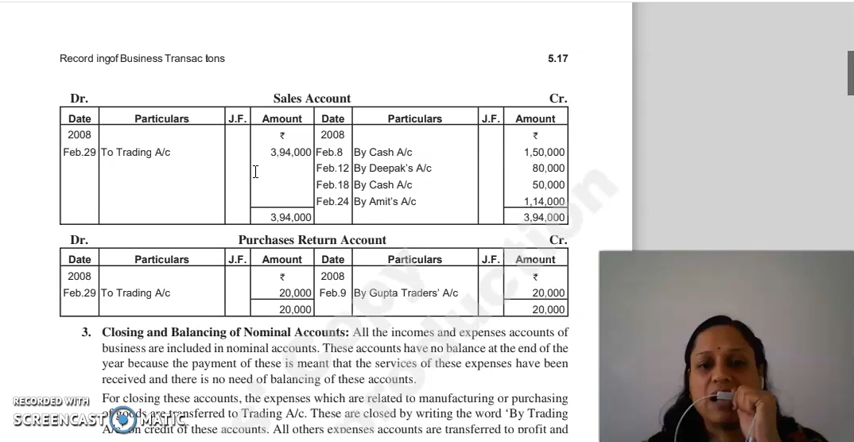 Record ingof Business Transac tions 5.17
Dr. Sales Account Cr.
Date Particulars J.F. Amount Date Particulars J.F. Amount
2008 ₹ 2008 ₹
Feb.29 To Trading A/c 3,94,000 Feb.8 By Cash A/c 1,50,000
Feb.12 By Deepak's A/c 80,000
Feb.18 By Cash A/c 50,000
Feb.24 By Amit's A/c 1,14,000
3,94,000 3,94,000
Dr. Purchases Return Account Cr.
Date Particulars J.F. Amount Date Particulars J.F. Amount
2008 ₹ 2008 ₹
Feb.29 To Trading A/c 20,000 Feb.9 By Gupta Traders' A/c 20,000
20,000 20,000
3. Closing and Balancing of Nominal Accounts: All the incomes and expenses accounts of
business are included in nominal accounts. These accounts have no balance at the end of the
year because the payment of these is meant that the services of these expenses have been
received and there is no need of balancing of these accounts.
For closing these accounts, the expenses which are related to manufacturing or purchasing
of goods are transferred to Trading A/c. These are closed by writing the word 'By Trading
A/c' on credit of these accounts. All others expenses accounts are transferred to profit and
RECORDED WITH
SCREENCAST MATIC
Copy